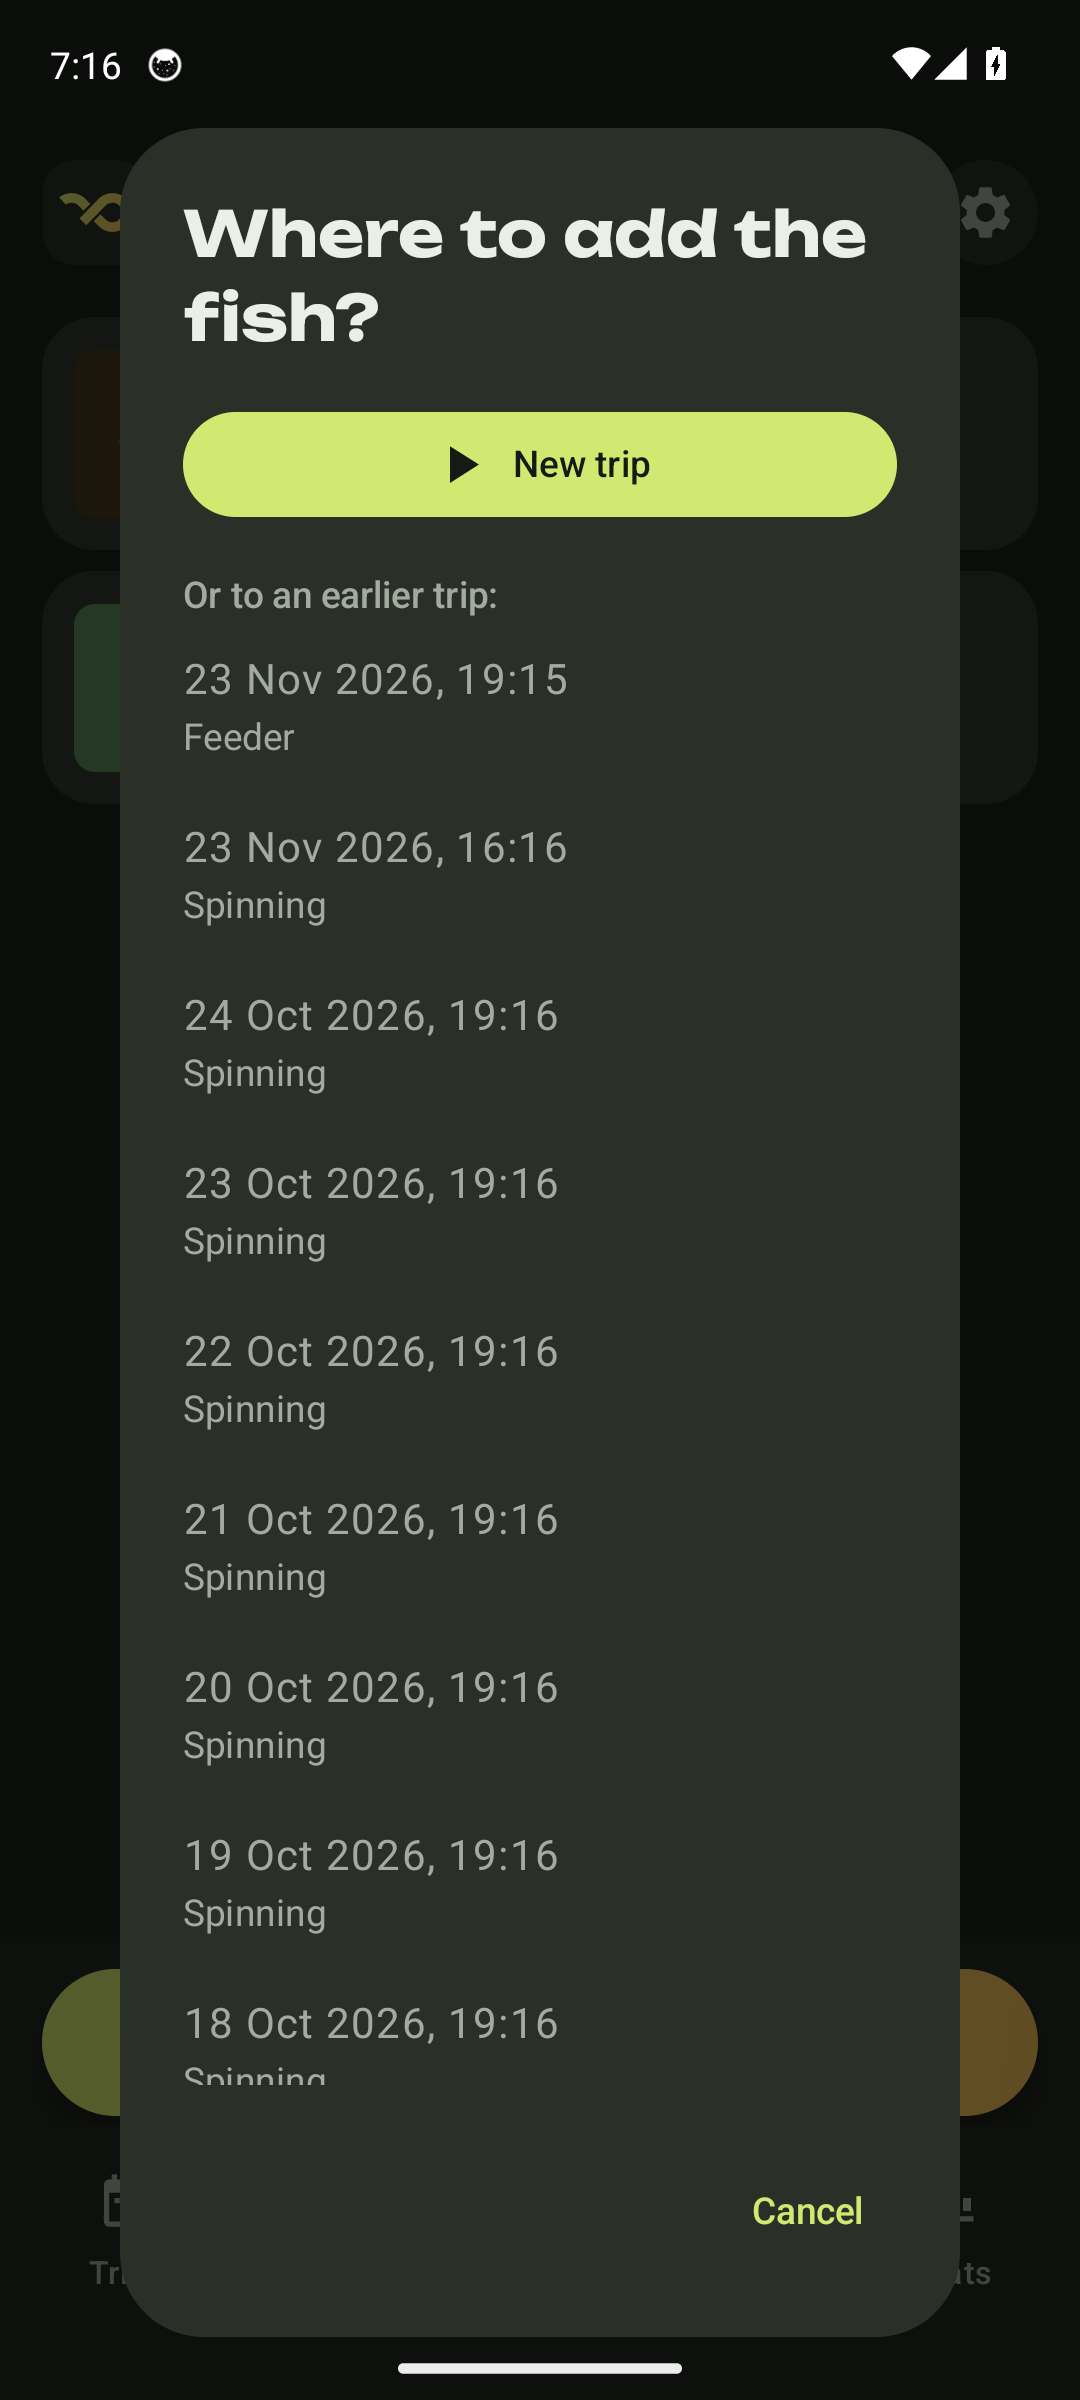 7:16
Where to add the
fish?
New trip
Or to an earlier trip:
23 Nov 2026, 19:15
Feeder
23 Nov 2026, 16:16
Spinning
24 Oct 2026, 19:16
Spinning
23 Oct 2026, 19:16
Spinning
22 Oct 2026, 19:16
Spinning
21 Oct 2026, 19:16
Spinning
20 Oct 2026, 19:16
Spinning
19 Oct 2026, 19:16
Spinning
18 Oct 2026, 19:16
Spinning
Cancel